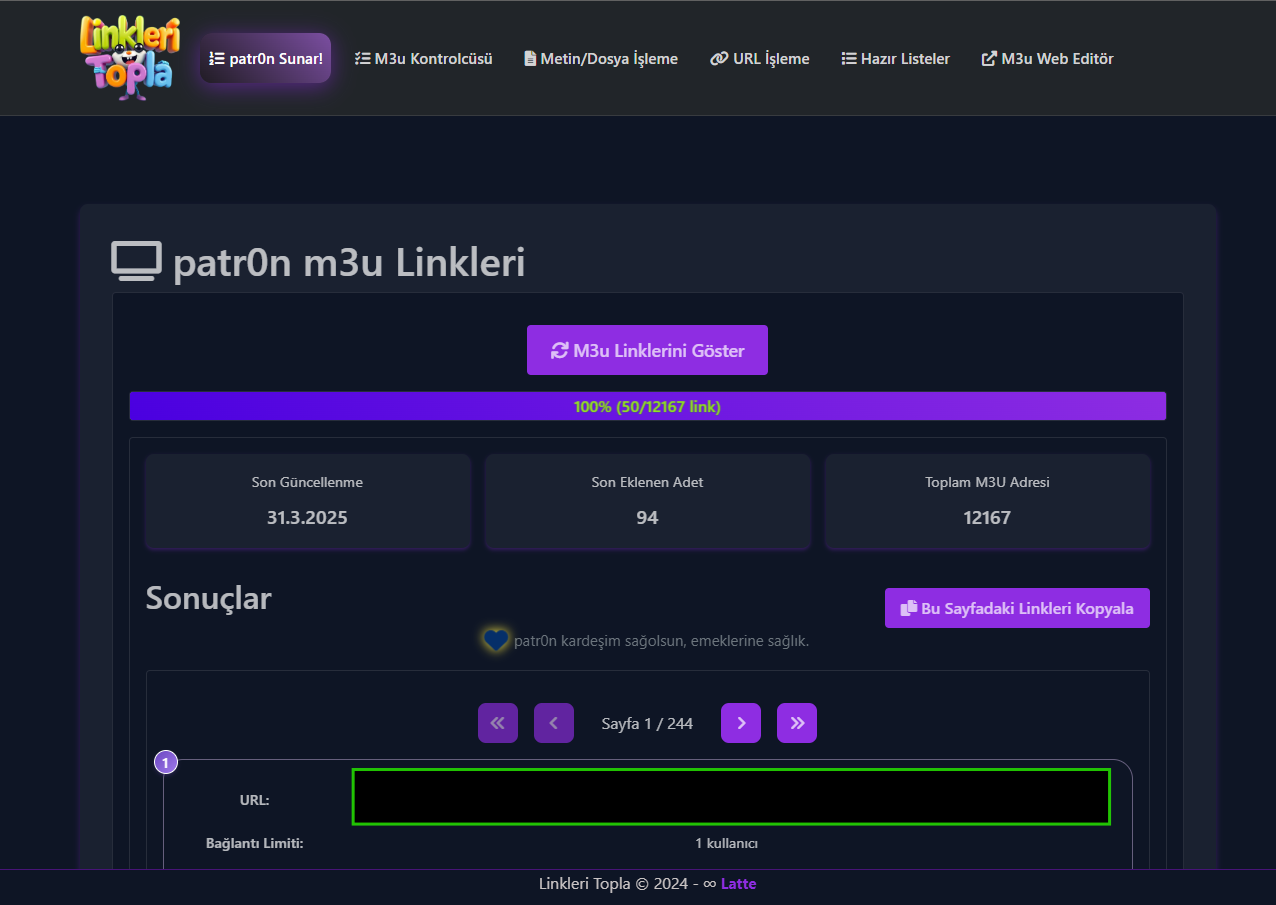 Linkleri
Topla
patr0n Sunar!
M3u Kontrolcüsü
Metin/Dosya İşleme
URL İşleme
Hazır Listeler
M3u Web Editör
patr0n m3u Linkleri
M3u Linklerini Göster
100% (50/12167 link)
Son Güncellenme
31.3.2025
Son Eklenen Adet
94
Toplam M3U Adresi
12167
Sonuçlar
Bu Sayfadaki Linkleri Kopyala
patr0n kardeşim sağolsun, emeklerine sağlık.
« ‹ Sayfa 1 / 244 › »
1
URL:
Bağlantı Limiti: 1 kullanıcı
Linkleri Topla © 2024 - ∞ Latte